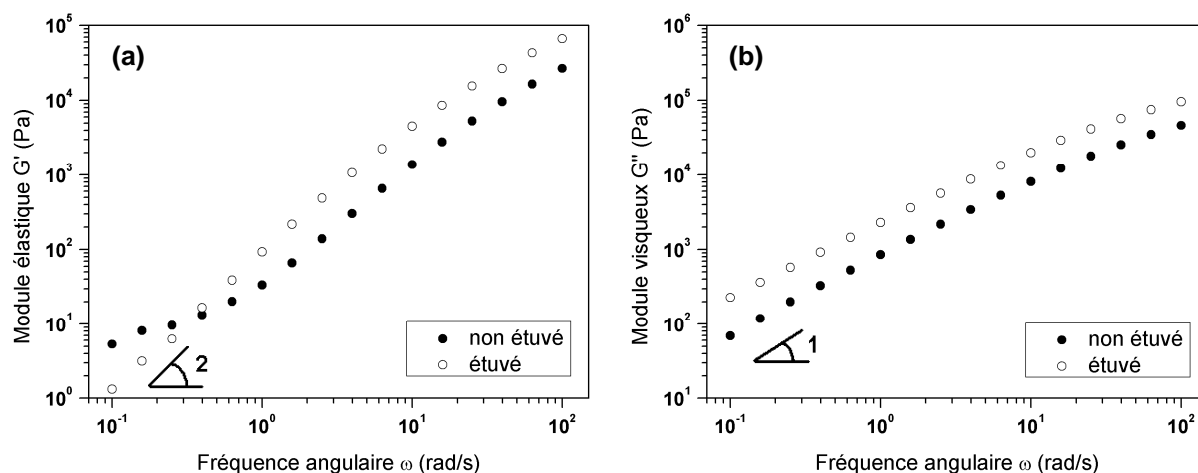 (a)
Module élastique G' (Pa)
10^5
10^4
10^3
10^2
10^1
10^0
2
non étuvé
étuvé
10^-1
10^0
10^1
10^2
Fréquence angulaire ω (rad/s)
(b)
Module visqueux G'' (Pa)
10^6
10^5
10^4
10^3
10^2
10^1
1
non étuvé
étuvé
10^-1
10^0
10^1
10^2
Fréquence angulaire ω (rad/s)